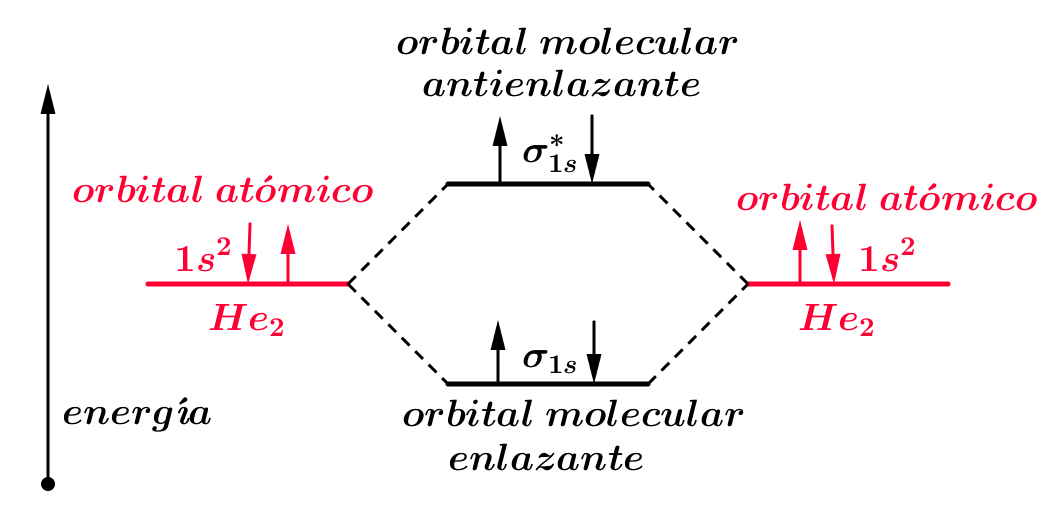 orbital molecular
antienlazante
σ*1s
orbital atómico
1s²
He₂
orbital atómico
1s²
He₂
σ1s
orbital molecular
enlazante
energía